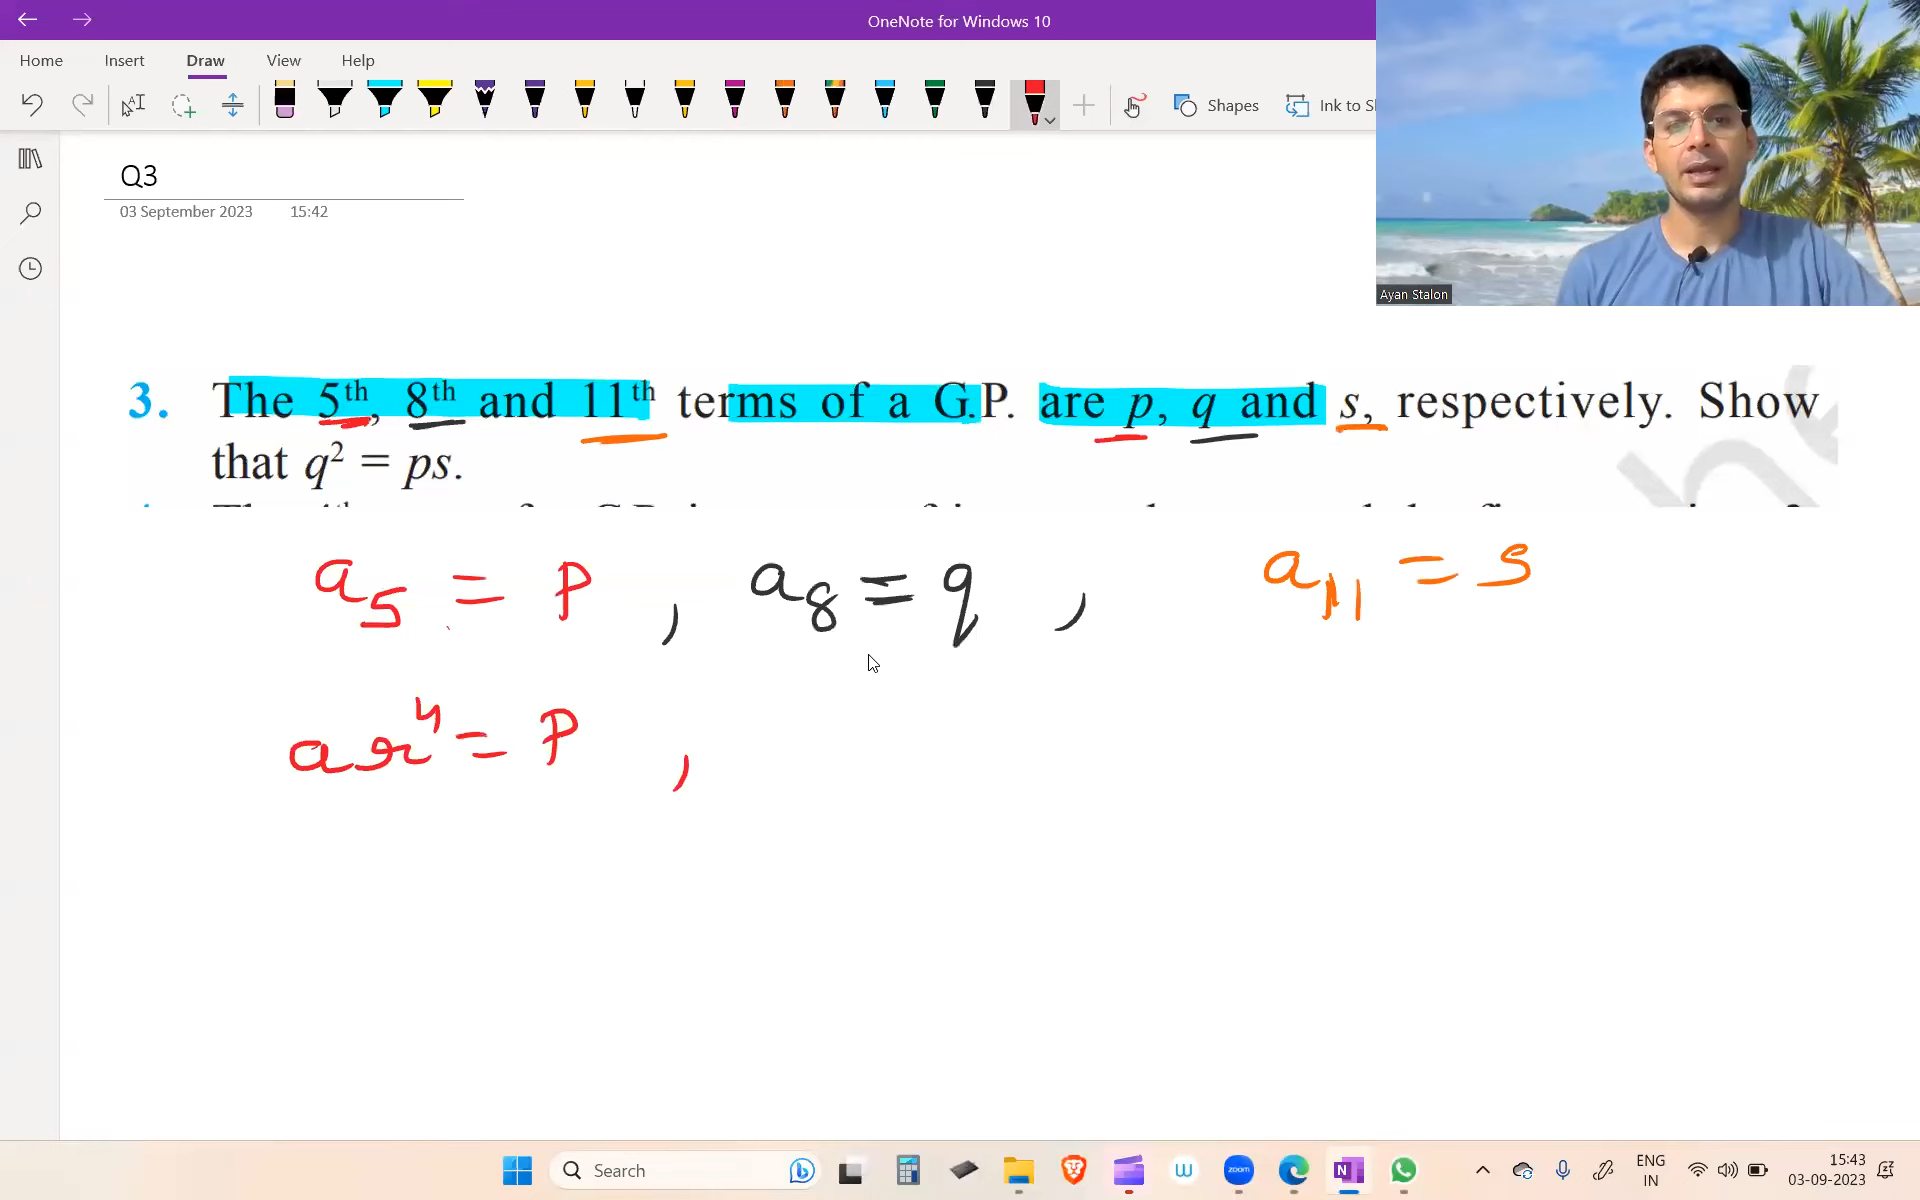 OneNote for Windows 10
Home Insert Draw View Help
Shapes Ink to Sh
Ayan Stalon
Q3
03 September 2023 15:42
3. The 5th, 8th and 11th terms of a G.P. are p, q and s, respectively. Show
that q² = ps.
a₅ = p , a₈ = q , a₁₁ = s
ar⁴ = p ,
Search
zoom
ENG
IN
15:43
03-09-2023